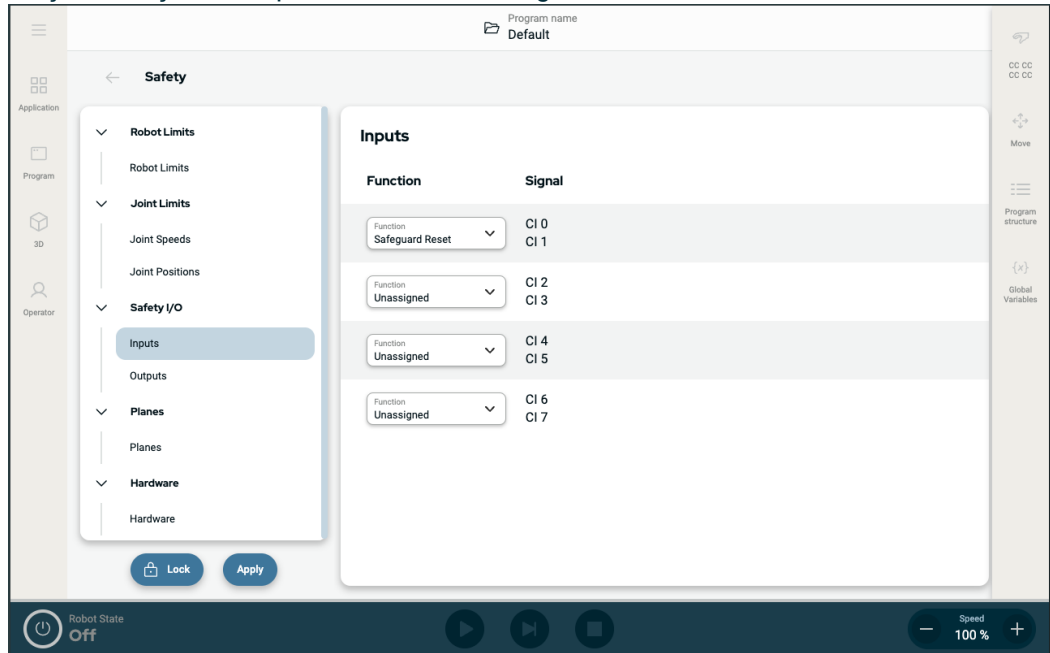 Program name
Default
Application
Program
3D
Operator
Safety
Robot Limits
Robot Limits
Joint Limits
Joint Speeds
Joint Positions
Safety I/O
Inputs
Outputs
Planes
Planes
Hardware
Hardware
Lock
Apply
Inputs
Function Signal
Function
Safeguard Reset
CI 0
CI 1
Function
Unassigned
CI 2
CI 3
Function
Unassigned
CI 4
CI 5
Function
Unassigned
CI 6
CI 7
CC CC
CC CC
Move
Program
structure
{x}
Global
Variables
Robot State
Off
Speed
100 %